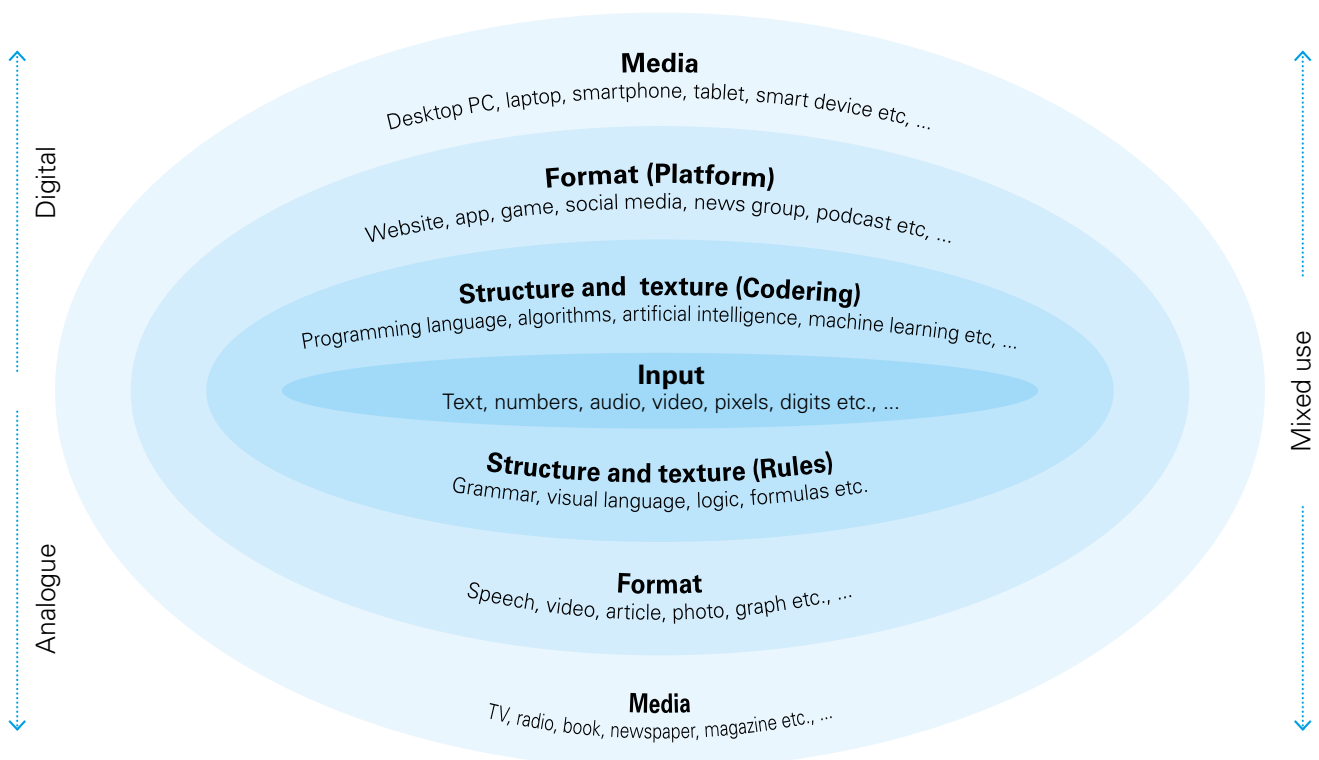 Media
Desktop PC, laptop, smartphone, tablet, smart device etc, ...
Format (Platform)
Website, app, game, social media, news group, podcast etc, ...
Structure and texture (Codering)
Programming language, algorithms, artificial intelligence, machine learning etc, ...
Input
Text, numbers, audio, video, pixels, digits etc., ...
Structure and texture (Rules)
Grammar, visual language, logic, formulas etc.
Format
Speech, video, article, photo, graph etc., ...
Media
TV, radio, book, newspaper, magazine etc., ...
Digital
Analogue
Mixed use